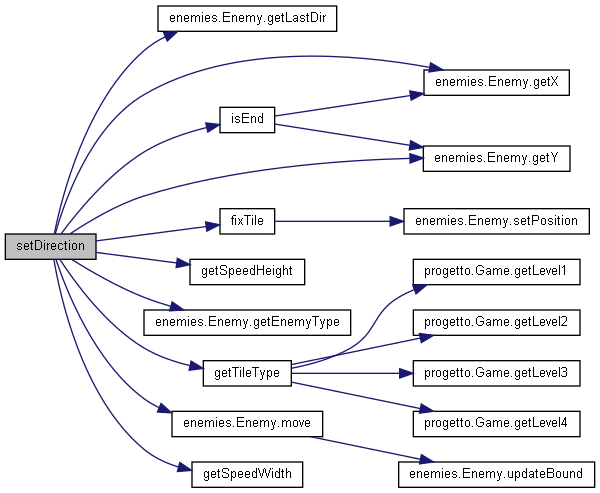 enemies.Enemy.getLastDir
enemies.Enemy.getX
isEnd
enemies.Enemy.getY
fixTile
enemies.Enemy.setPosition
setDirection
getSpeedHeight
progetto.Game.getLevel1
enemies.Enemy.getEnemyType
progetto.Game.getLevel2
getTileType
progetto.Game.getLevel3
enemies.Enemy.move
progetto.Game.getLevel4
getSpeedWidth
enemies.Enemy.updateBound